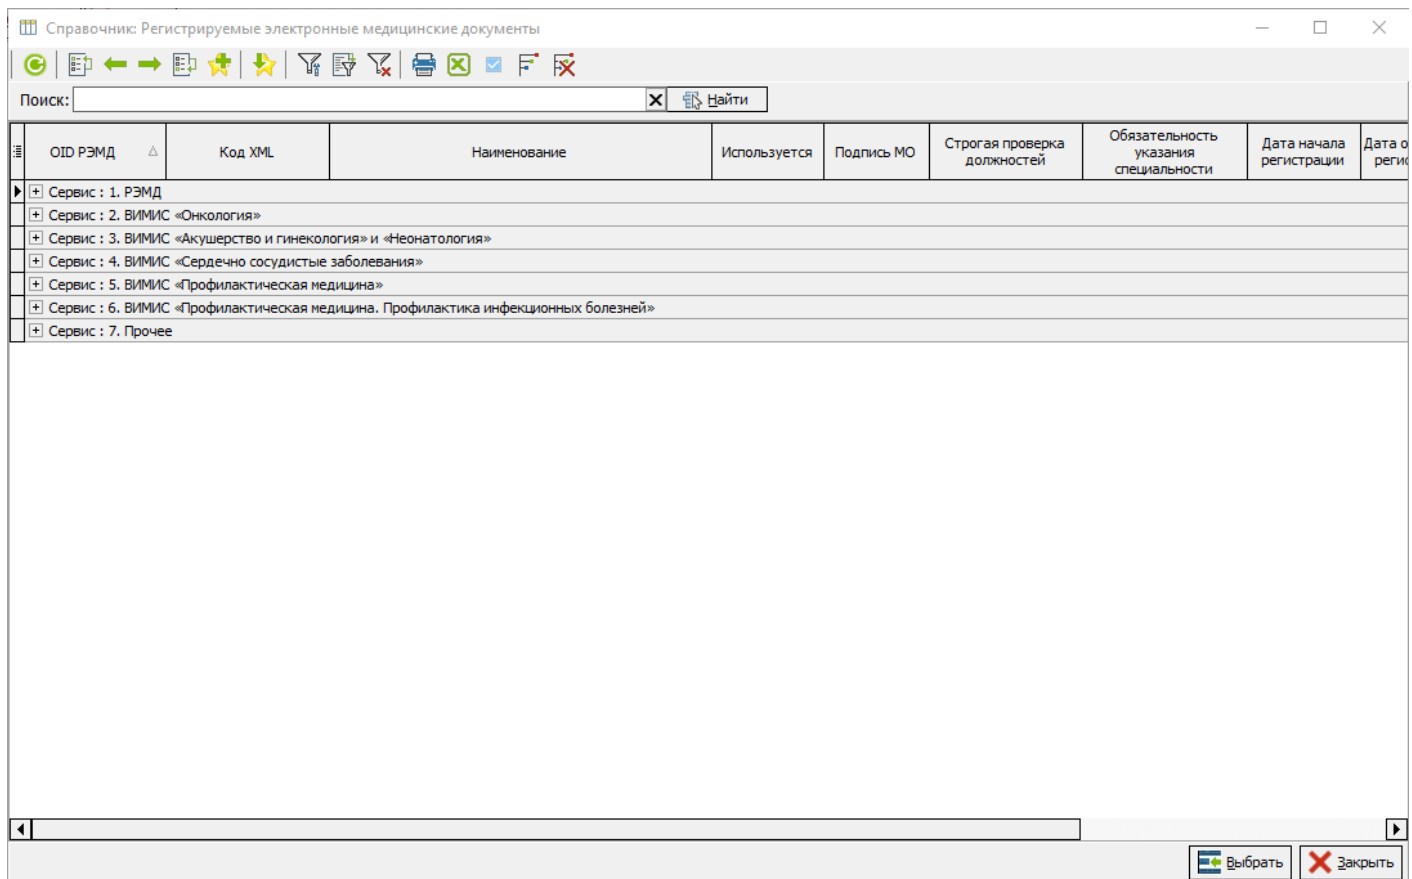 Справочник: Регистрируемые электронные медицинские документы
Поиск:
Найти
OID РЭМД
Код XML
Наименование
Используется
Подпись МО
Строгая проверка
должностей
Обязательность
указания
специальности
Дата начала
регистрации
Дата о
регис
Сервис : 1. РЭМД
Сервис : 2. ВИМИС «Онкология»
Сервис : 3. ВИМИС «Акушерство и гинекология» и «Неонатология»
Сервис : 4. ВИМИС «Сердечно сосудистые заболевания»
Сервис : 5. ВИМИС «Профилактическая медицина»
Сервис : 6. ВИМИС «Профилактическая медицина. Профилактика инфекционных болезней»
Сервис : 7. Прочее
Выбрать
Закрыть